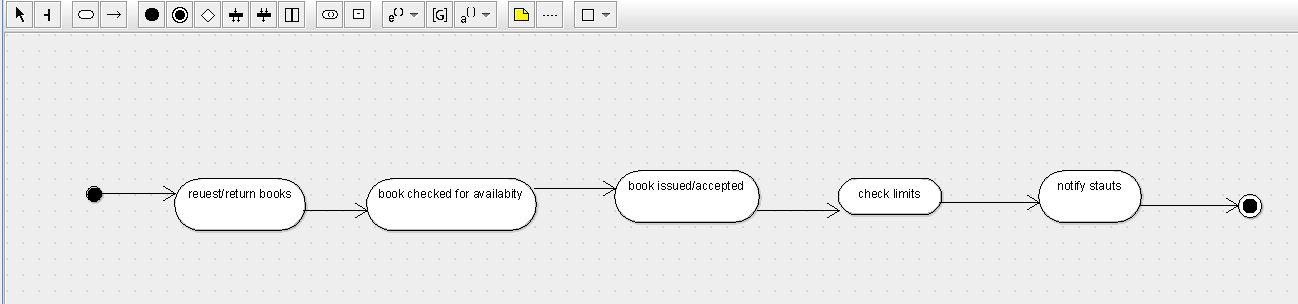 e()
[G]
a()
reuest/return books
book checked for availabity
book issued/accepted
check limits
notify stauts